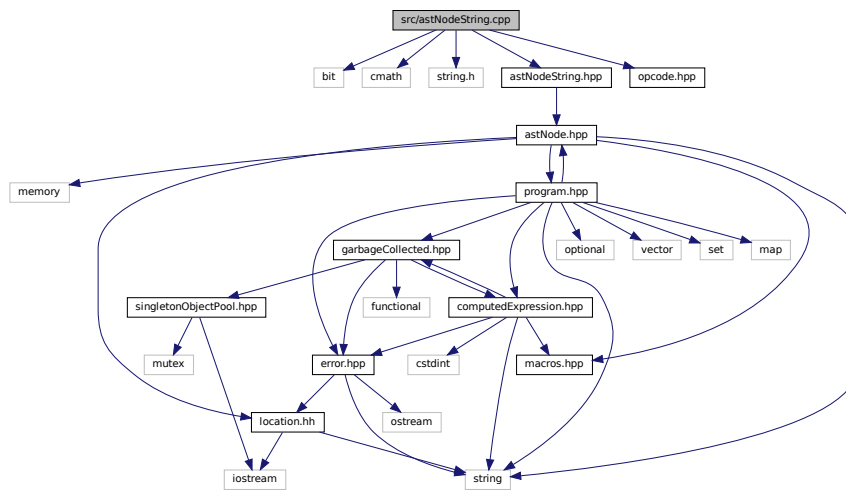 src/astNodeString.cpp
bit
cmath
string.h
astNodeString.hpp
opcode.hpp
astNode.hpp
memory
program.hpp
garbageCollected.hpp
optional
vector
set
map
singletonObjectPool.hpp
functional
computedExpression.hpp
mutex
error.hpp
cstdint
macros.hpp
location.hh
ostream
iostream
string